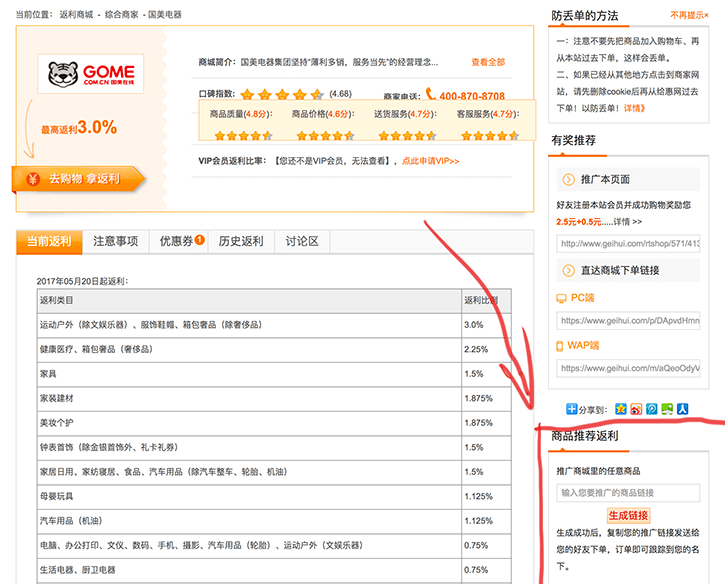 当前位置： 返利商城 - 综合商家 - 国美电器
GOME
COM.CN 国美在线
最高返利3.0%
¥ 去购物 拿返利
商城简介：国美电器集团坚持“薄利多销，服务当先”的经营理念... 查看全部
口碑指数： (4.68) 商家电话： 400-870-8708
商品质量(4.8分)： 商品价格(4.6分)： 送货服务(4.7分)： 客服服务(4.7分)：
VIP会员返利比率：【您还不是VIP会员，无法查看】，点此申请VIP>>
当前返利 注意事项 优惠券1 历史返利 讨论区
2017年05月20日起返利：
返利类目 返利比例
运动户外（除文娱乐器）、服饰鞋帽、箱包奢品（除奢侈品） 3.0%
健康医疗、箱包奢品（奢侈品） 2.25%
家具 1.5%
家装建材 1.875%
美妆个护 1.875%
钟表首饰（除金银首饰外、礼卡礼券） 1.5%
家居日用、家纺寝居、食品、汽车用品（除汽车整车、轮胎、机油） 1.5%
母婴玩具 1.125%
汽车用品（机油） 1.125%
电脑、办公打印、文仪、数码、手机、摄影、汽车用品（轮胎）、运动户外（文娱乐器） 0.75%
生活电器、厨卫电器 0.75%
防丢单的方法 不再提示×
一：注意不要先把商品加入购物车、再
从本站过去下单，这样会丢单。
二、如果已经从其他地方点击到商家网
站，请先删除cookie后再从给惠网过去
下单！以防丢单！详情》
有奖推荐
推广本页面
好友注册本站会员并成功购物奖励您
2.5元+0.5元.....详情 >>
http://www.geihui.com/rtshop/571/413
直达商城下单链接
PC端
https://www.geihui.com/p/DApvdHmn
WAP端
https://www.geihui.com/m/aQeoOdyV
分享到：
商品推荐返利
推广商城里的任意商品
输入您要推广的商品链接
生成链接
生成成功后，复制您的推广链接发送给
您的好友下单，订单即可跟踪到您的名
下。